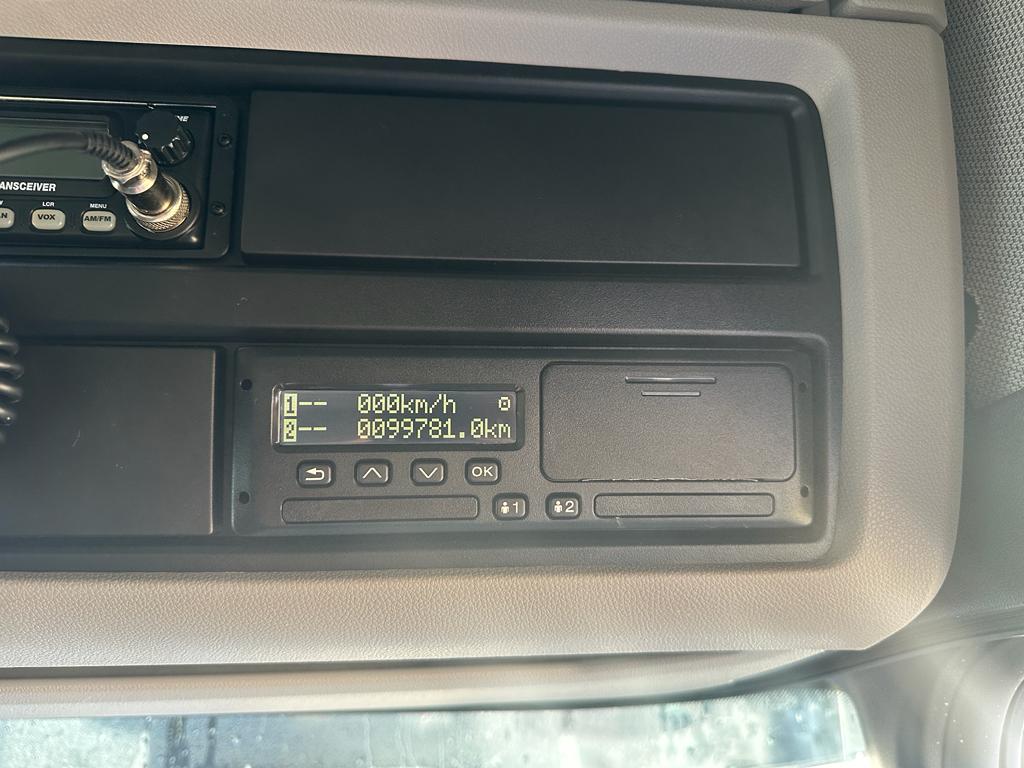 ANSCEIVER
LCR
MENU
VOX
AM/FM
1-- 000km/h
2-- 0099781.0km
OK
1
2